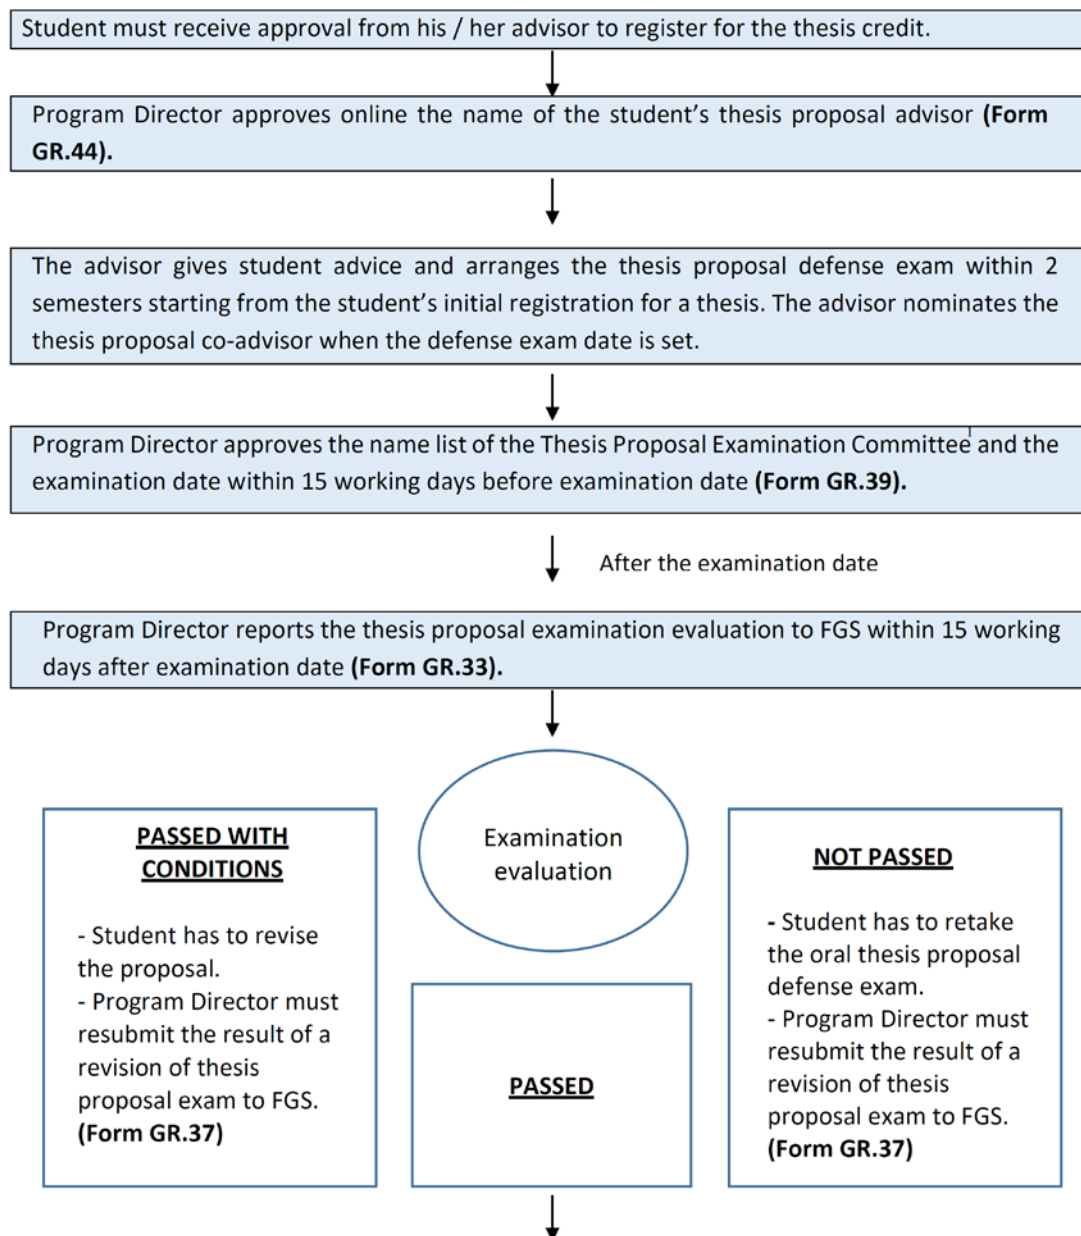 Student must receive approval from his / her advisor to register for the thesis credit.
Program Director approves online the name of the student’s thesis proposal advisor (Form
GR.44).
The advisor gives student advice and arranges the thesis proposal defense exam within 2
semesters starting from the student’s initial registration for a thesis. The advisor nominates the
thesis proposal co-advisor when the defense exam date is set.
Program Director approves the name list of the Thesis Proposal Examination Committee and the
examination date within 15 working days before examination date (Form GR.39).
After the examination date
Program Director reports the thesis proposal examination evaluation to FGS within 15 working
days after examination date (Form GR.33).
Examination
evaluation
PASSED WITH
CONDITIONS
- Student has to revise
the proposal.
- Program Director must
resubmit the result of a
revision of thesis
proposal exam to FGS.
(Form GR.37)
PASSED
NOT PASSED
- Student has to retake
the oral thesis proposal
defense exam.
- Program Director must
resubmit the result of a
revision of thesis
proposal exam to FGS.
(Form GR.37)